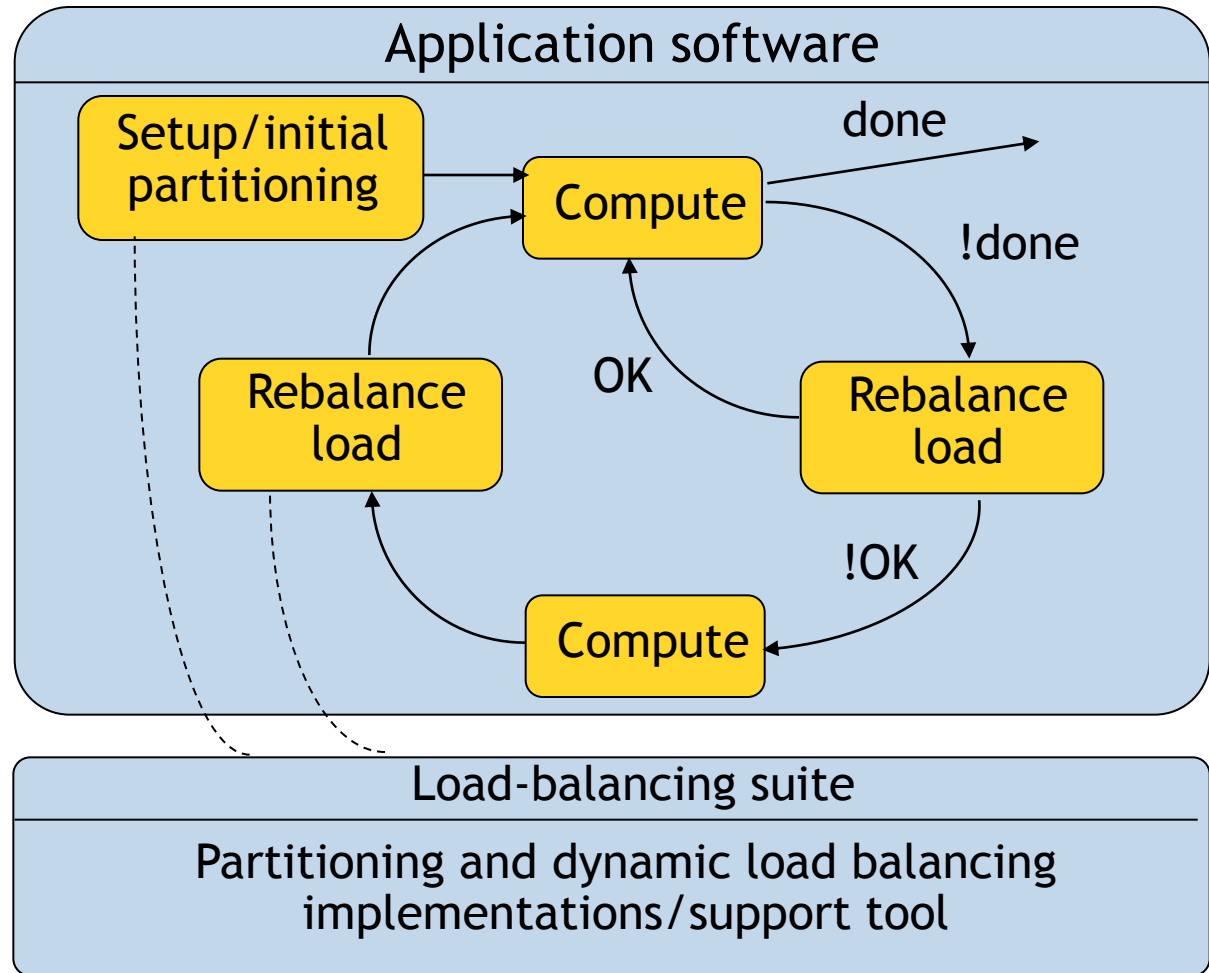 Application software
Setup/initial
partitioning
done
Compute
!done
OK
Rebalance
load
Rebalance
load
!OK
Compute
Load-balancing suite
Partitioning and dynamic load balancing
implementations/support tool